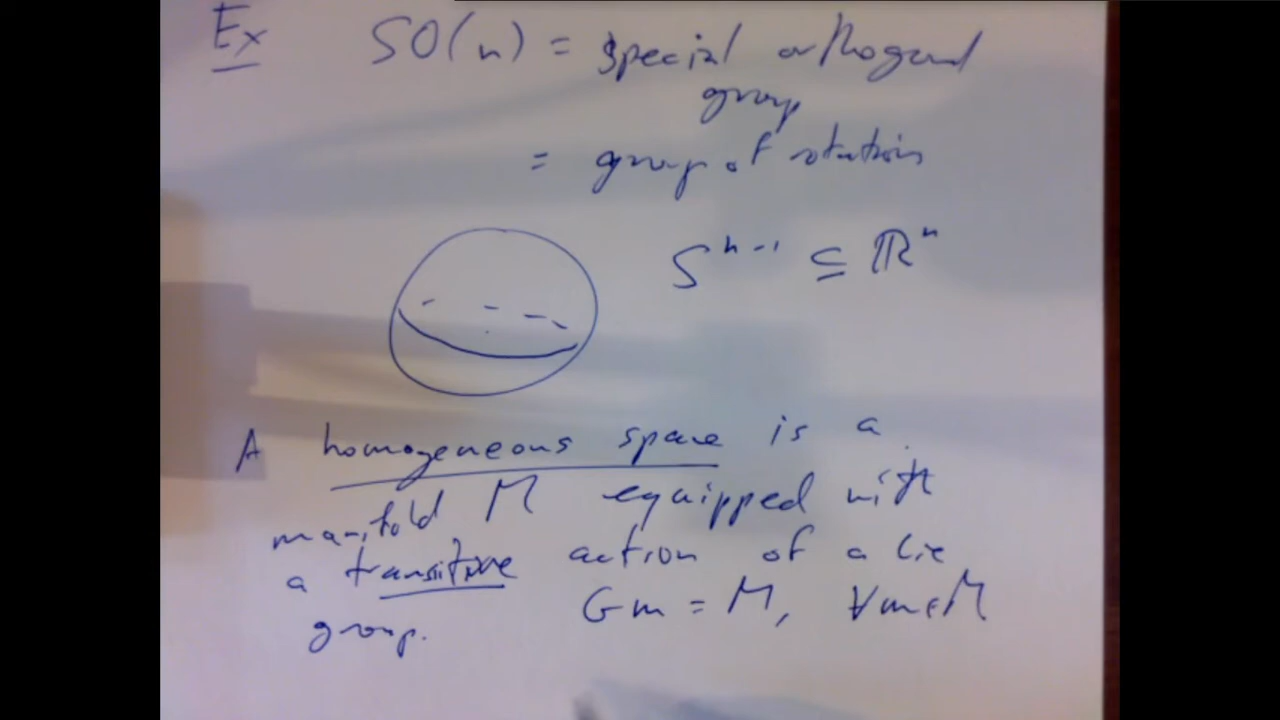 Ex SO(n) = special orthogonal
group
= group of rotations
S^{n-1} ⊆ ℝ^n
A homogeneous space is a
manifold M equipped with
a transitive action of a Lie
group. Gm = M, ∀m∈M